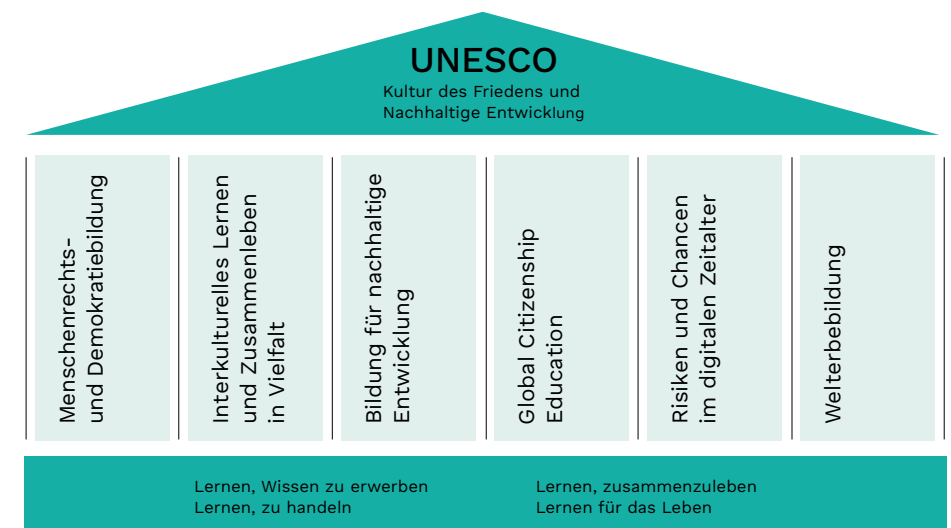 UNESCO
Kultur des Friedens und
Nachhaltige Entwicklung
Menschenrechts-
und Demokratiebildung
Interkulturelles Lernen
und Zusammenleben
in Vielfalt
Bildung für nachhaltige
Entwicklung
Global Citizenship
Education
Risiken und Chancen
im digitalen Zeitalter
Welterbebildung
Lernen, Wissen zu erwerben
Lernen, zu handeln
Lernen, zusammenzuleben
Lernen für das Leben